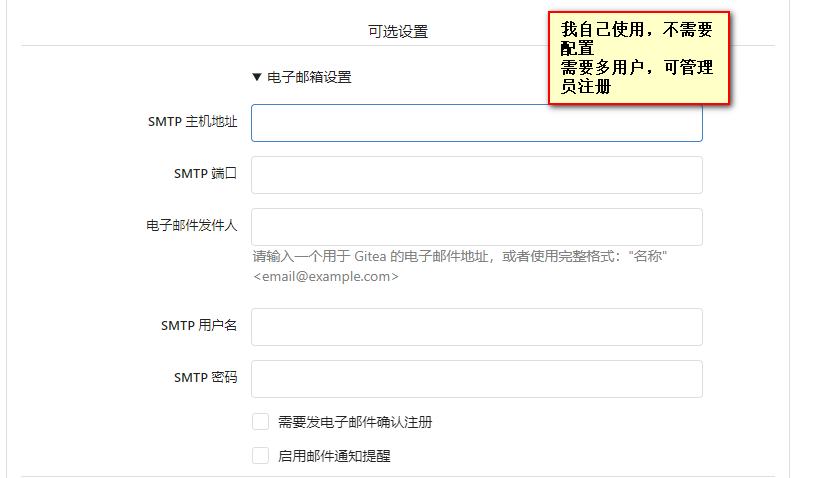 可选设置
我自己使用，不需要
配置
需要多用户，可管理
员注册
▼ 电子邮箱设置
SMTP 主机地址
SMTP 端口
电子邮件发件人
请输入一个用于 Gitea 的电子邮件地址，或者使用完整格式："名称"
<email@example.com>
SMTP 用户名
SMTP 密码
需要发电子邮件确认注册
启用邮件通知提醒